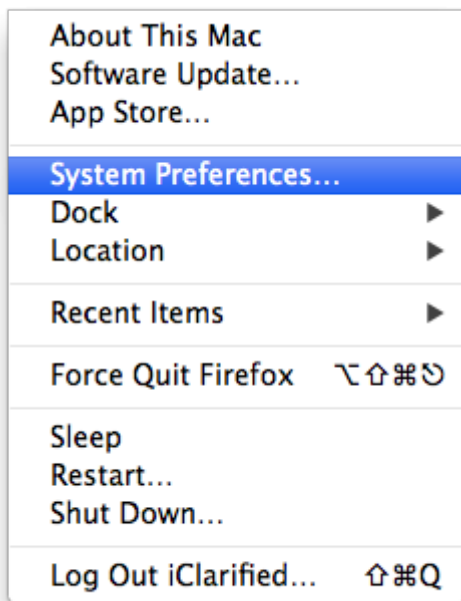 About This Mac
Software Update...
App Store...
System Preferences...
Dock ▶
Location ▶
Recent Items ▶
Force Quit Firefox ⌥⇧⌘⎋
Sleep
Restart...
Shut Down...
Log Out iClarified... ⇧⌘Q